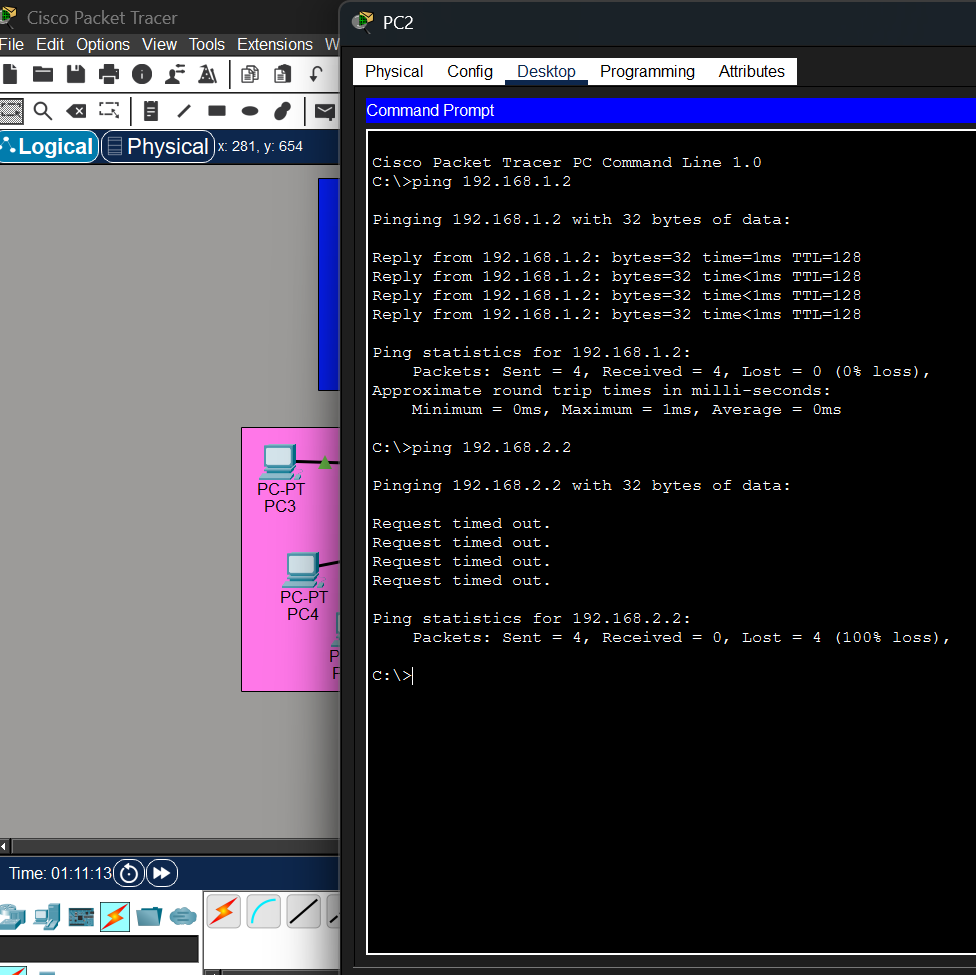 Cisco Packet Tracer
File Edit Options View Tools Extensions W
Logical Physical x: 281, y: 654
PC-PT
PC3
PC-PT
PC4
P
F
Time: 01:11:13
PC2
Physical Config Desktop Programming Attributes
Command Prompt
Cisco Packet Tracer PC Command Line 1.0
C:\>ping 192.168.1.2
Pinging 192.168.1.2 with 32 bytes of data:
Reply from 192.168.1.2: bytes=32 time=1ms TTL=128
Reply from 192.168.1.2: bytes=32 time<1ms TTL=128
Reply from 192.168.1.2: bytes=32 time<1ms TTL=128
Reply from 192.168.1.2: bytes=32 time<1ms TTL=128
Ping statistics for 192.168.1.2:
Packets: Sent = 4, Received = 4, Lost = 0 (0% loss),
Approximate round trip times in milli-seconds:
Minimum = 0ms, Maximum = 1ms, Average = 0ms
C:\>ping 192.168.2.2
Pinging 192.168.2.2 with 32 bytes of data:
Request timed out.
Request timed out.
Request timed out.
Request timed out.
Ping statistics for 192.168.2.2:
Packets: Sent = 4, Received = 0, Lost = 4 (100% loss),
C:\>